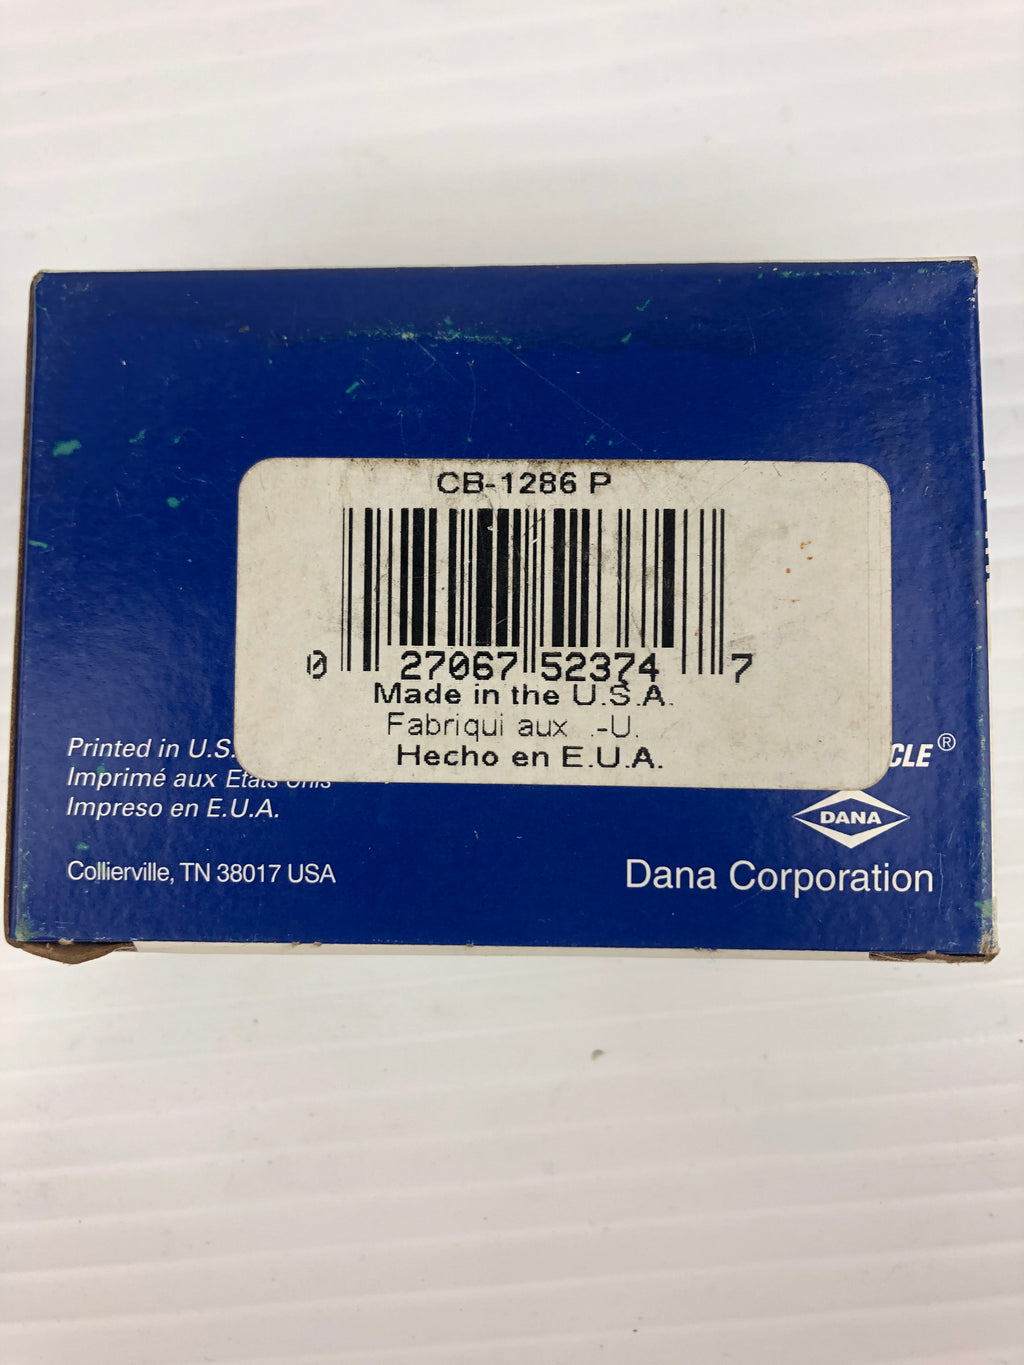 CB-1286 P
0 27067 52374 7
Made in the U.S.A.
Fabriqui aux .-U.
Hecho en E.U.A.
Printed in U.S.
Imprimé aux Etats Unis
Impreso en E.U.A.
Collierville, TN 38017 USA
CLE®
DANA
Dana Corporation